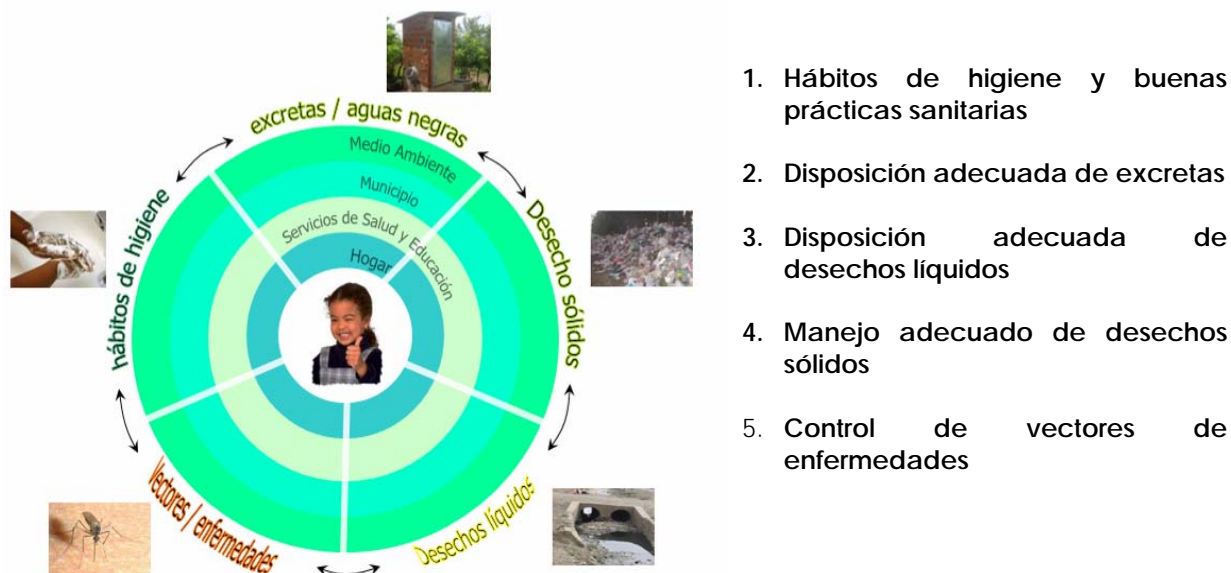 excretas / aguas negras
Medio Ambiente
Municipio
Servicios de Salud y Educación
Hogar
hábitos de higiene
Desecho sólidos
Vectores / enfermedades
Desechos líquidos
1. Hábitos de higiene y buenas
prácticas sanitarias
2. Disposición adecuada de excretas
3. Disposición adecuada de
desechos líquidos
4. Manejo adecuado de desechos
sólidos
5. Control de vectores de
enfermedades